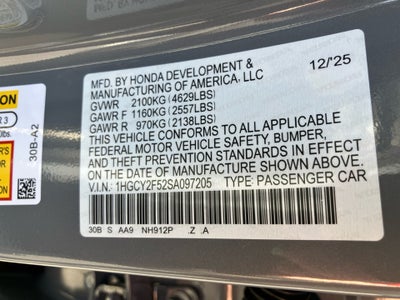 MFD. BY HONDA DEVELOPMENT &
MANUFACTURING OF AMERICA, LLC
12/'25
GVWR 2100KG (4629LBS)
GAWR F 1160KG (2557LBS)
GAWR R 970KG (2138LBS)
THIS VEHICLE CONFORMS TO ALL APPLICABLE
FEDERAL MOTOR VEHICLE SAFETY, BUMPER,
AND THEFT PREVENTION STANDARDS IN EFFECT
ON THE DATE OF MANUFACTURE SHOWN ABOVE.
V.I.N.: 1HGCY2F52SA097205 TYPE: PASSENGER CAR
30B S AA9 NH912P .Z .A
30B-A2
R 3
lbs.